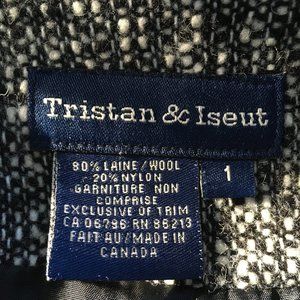 Tristan & Iseut
80% LAINE/WOOL
20% NYLON
GARNITURE NON
COMPRISE
EXCLUSIVE OF TRIM
CA 06796 RN 86213
FAIT AU/MADE IN
CANADA
1